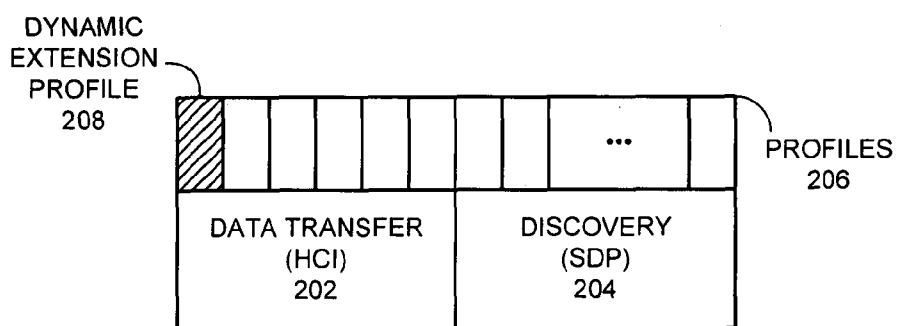 DYNAMIC
EXTENSION
PROFILE
208
...
PROFILES
206
DATA TRANSFER
(HCI)
202
DISCOVERY
(SDP)
204